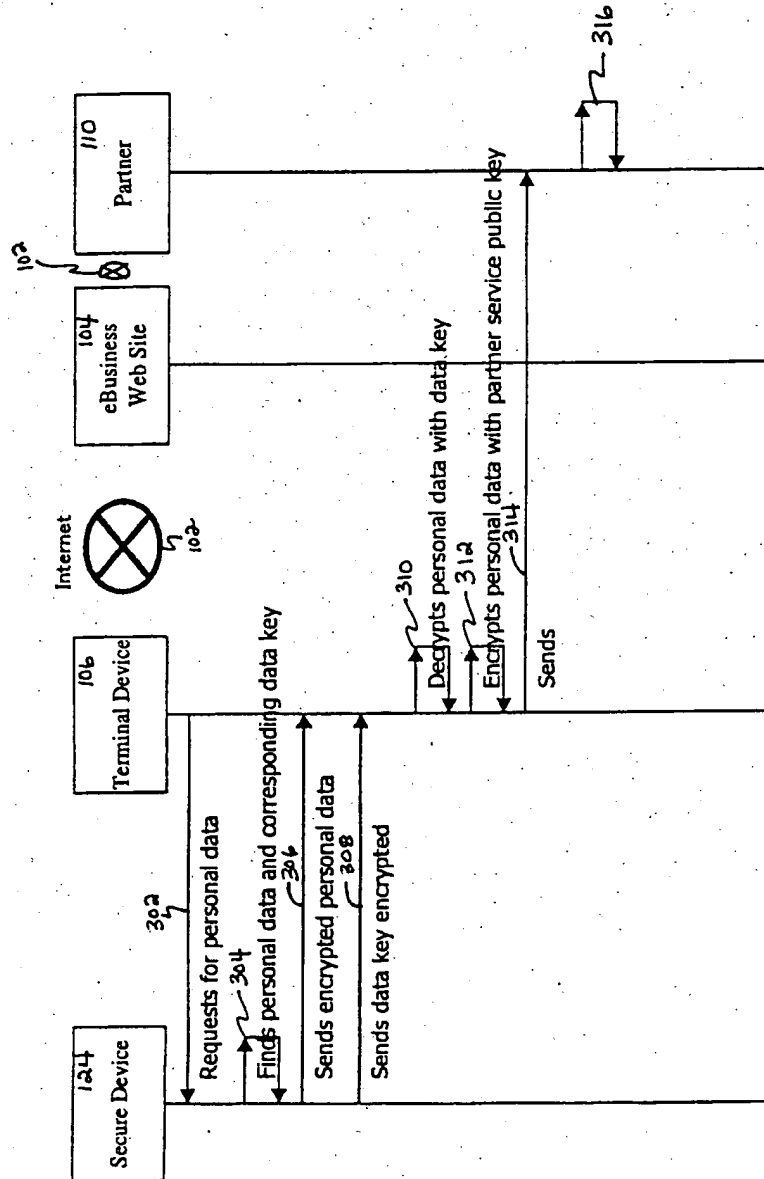 124
Secure Device
106
Terminal Device
Internet
102
104
eBusiness
Web Site
102
110
Partner
302
Requests for personal data
304
Finds personal data and corresponding data key
306
Sends encrypted personal data
308
Sends data key encrypted
310
Decrypts personal data with data key
312
Encrypts personal data with partner service public key
314
Sends
316